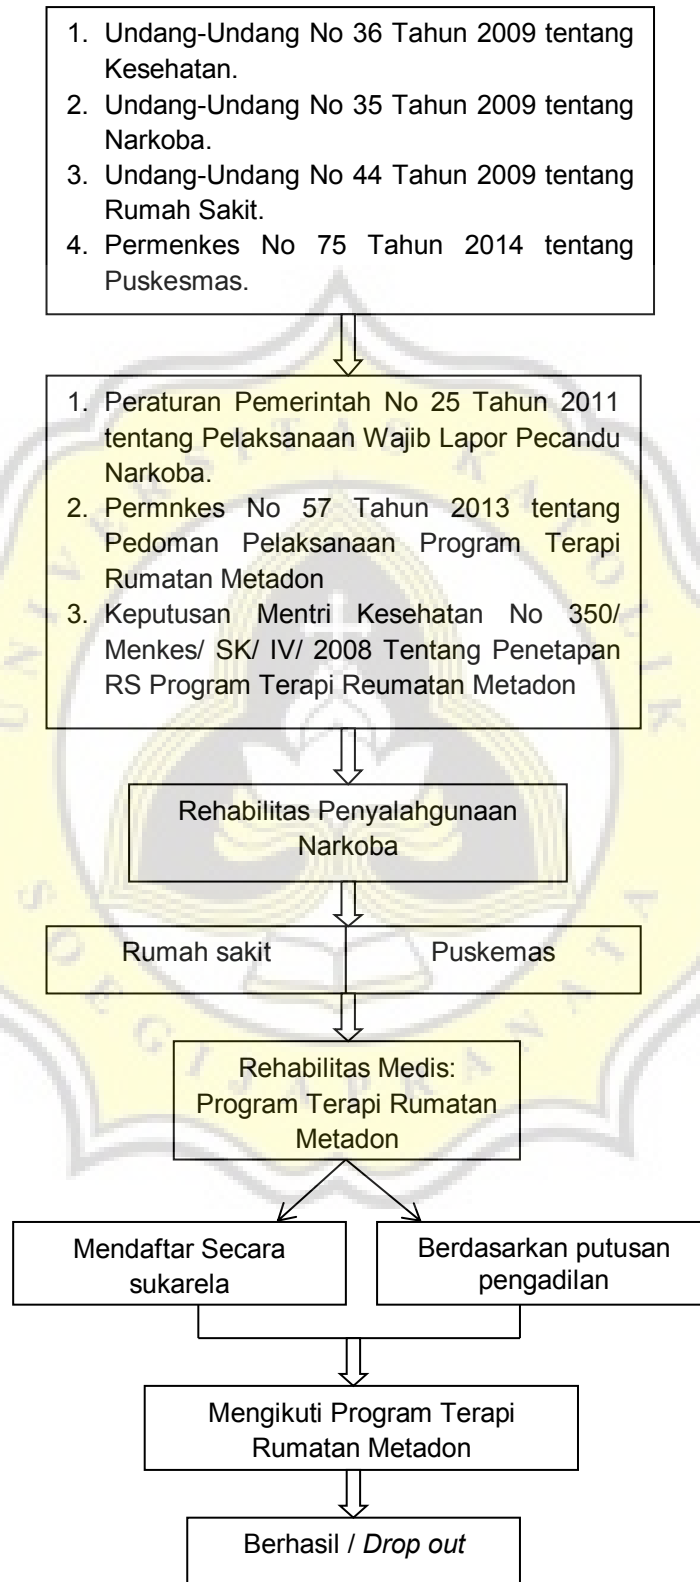 1. Undang-Undang No 36 Tahun 2009 tentang
Kesehatan.
2. Undang-Undang No 35 Tahun 2009 tentang
Narkoba.
3. Undang-Undang No 44 Tahun 2009 tentang
Rumah Sakit.
4. Permenkes No 75 Tahun 2014 tentang
Puskesmas.
1. Peraturan Pemerintah No 25 Tahun 2011
tentang Pelaksanaan Wajib Lapor Pecandu
Narkoba.
2. Permnkes No 57 Tahun 2013 tentang
Pedoman Pelaksanaan Program Terapi
Rumatan Metadon
3. Keputusan Mentri Kesehatan No 350/
Menkes/ SK/ IV/ 2008 Tentang Penetapan
RS Program Terapi Reumatan Metadon
Rehabilitas Penyalahgunaan
Narkoba
Rumah sakit
Puskemas
Rehabilitas Medis:
Program Terapi Rumatan
Metadon
Mendaftar Secara
sukarela
Berdasarkan putusan
pengadilan
Mengikuti Program Terapi
Rumatan Metadon
Berhasil / Drop out
UNIVERSITAS KATOLIK
SOEGIJAPRANATA